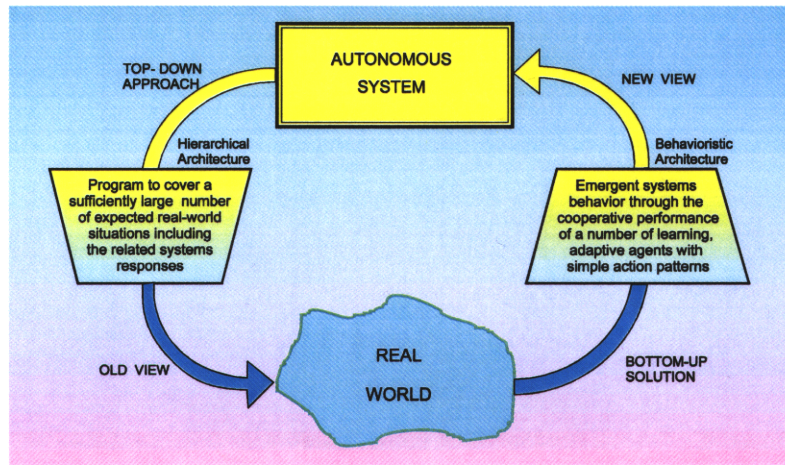 AUTONOMOUS
SYSTEM
TOP- DOWN
APPROACH
NEW VIEW
Hierarchical
Architecture
Behavioristic
Architecture
Program to cover a
sufficiently large number
of expected real-world
situations including
the related systems
responses
Emergent systems
behavior through the
cooperative performance
of a number of learning,
adaptive agents with
simple action patterns
OLD VIEW
REAL
WORLD
BOTTOM-UP
SOLUTION